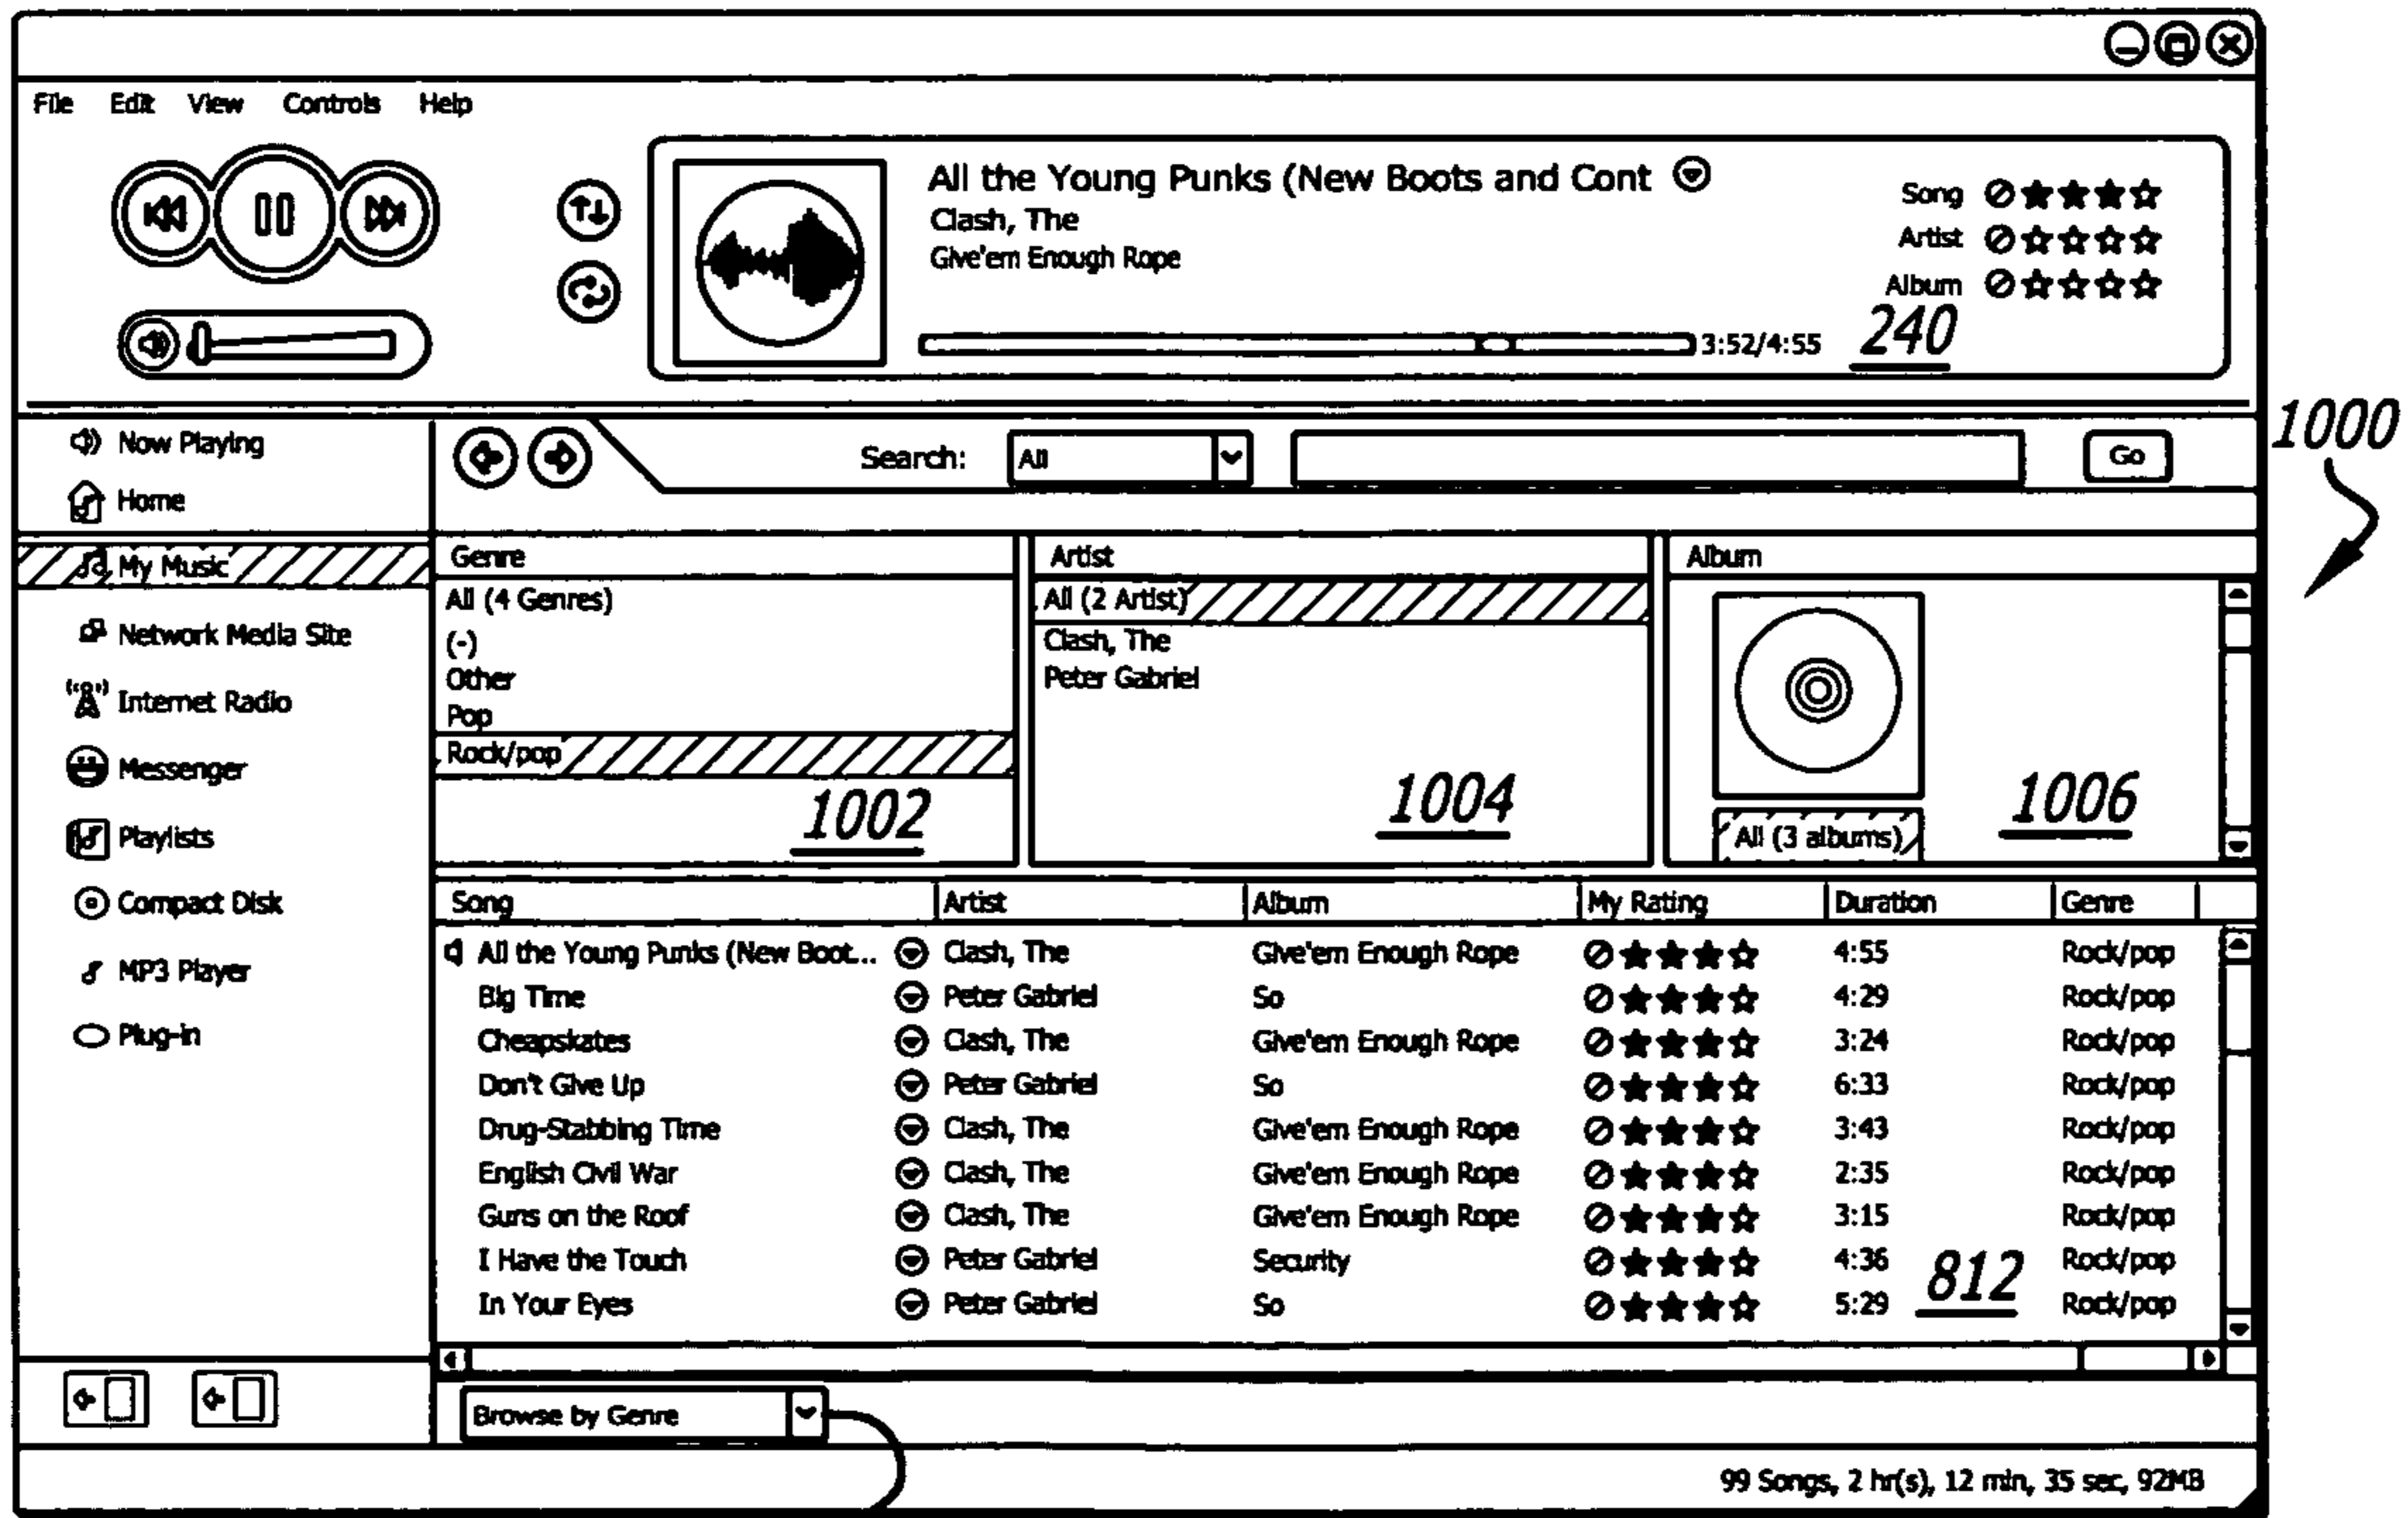 File Edit View Controls Help
All the Young Punks (New Boots and Cont
Clash, The
Give'em Enough Rope
Song
Artist
Album
3:52/4:55
240
1000
Now Playing
Home
My Music
Network Media Site
Internet Radio
Messenger
Playlists
Compact Disk
MP3 Player
Plug-in
Search: All Go
Genre
All (4 Genres)
(-)
Other
Pop
Rock/pop
1002
Artist
All (2 Artist)
Clash, The
Peter Gabriel
1004
Album
All (3 albums)
1006
Song Artist Album My Rating Duration Genre
All the Young Punks (New Boot... Clash, The Give'em Enough Rope 4:55 Rock/pop
Big Time Peter Gabriel So 4:29 Rock/pop
Cheapskates Clash, The Give'em Enough Rope 3:24 Rock/pop
Don't Give Up Peter Gabriel So 6:33 Rock/pop
Drug-Stabbing Time Clash, The Give'em Enough Rope 3:43 Rock/pop
English Civil War Clash, The Give'em Enough Rope 2:35 Rock/pop
Guns on the Roof Clash, The Give'em Enough Rope 3:15 Rock/pop
I Have the Touch Peter Gabriel Security 4:36 Rock/pop
In Your Eyes Peter Gabriel So 5:29 Rock/pop
812
Browse by Genre
99 Songs, 2 hr(s), 12 min, 35 sec, 92MB